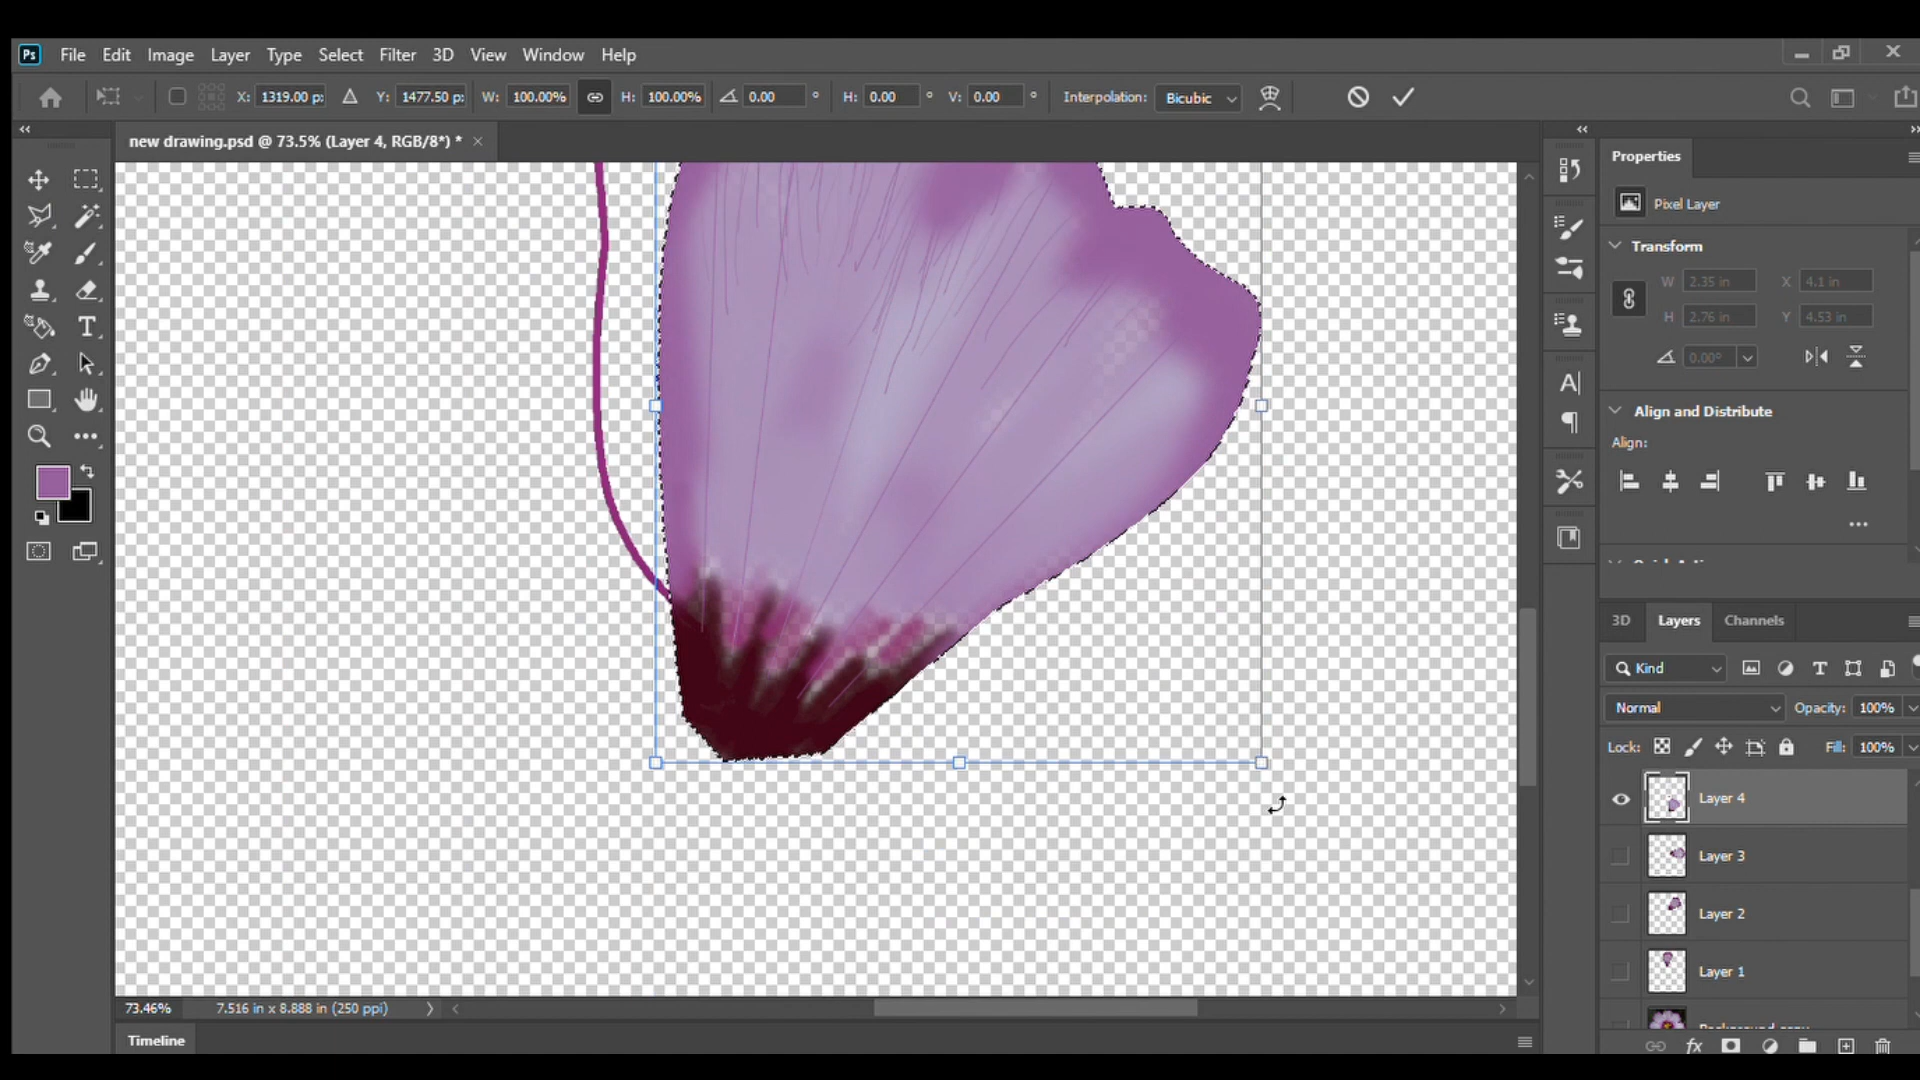 Ps File Edit Image Layer Type Select Filter 3D View Window Help
X: 1319.00 p: Y: 1477.50 p: W: 100.00% H: 100.00% 0.00 ° H: 0.00 ° V: 0.00 ° Interpolation: Bicubic
new drawing.psd @ 73.5% (Layer 4, RGB/8*) * ×
Properties
Pixel Layer
Transform
W 2.35 in X 4.1 in
H 2.76 in Y 4.53 in
0.00°
Align and Distribute
Align:
3D Layers Channels
Kind
Normal Opacity: 100%
Lock: Fill: 100%
Layer 4
Layer 3
Layer 2
Layer 1
Background copy
73.46% 7.516 in x 8.888 in (250 ppi)
Timeline